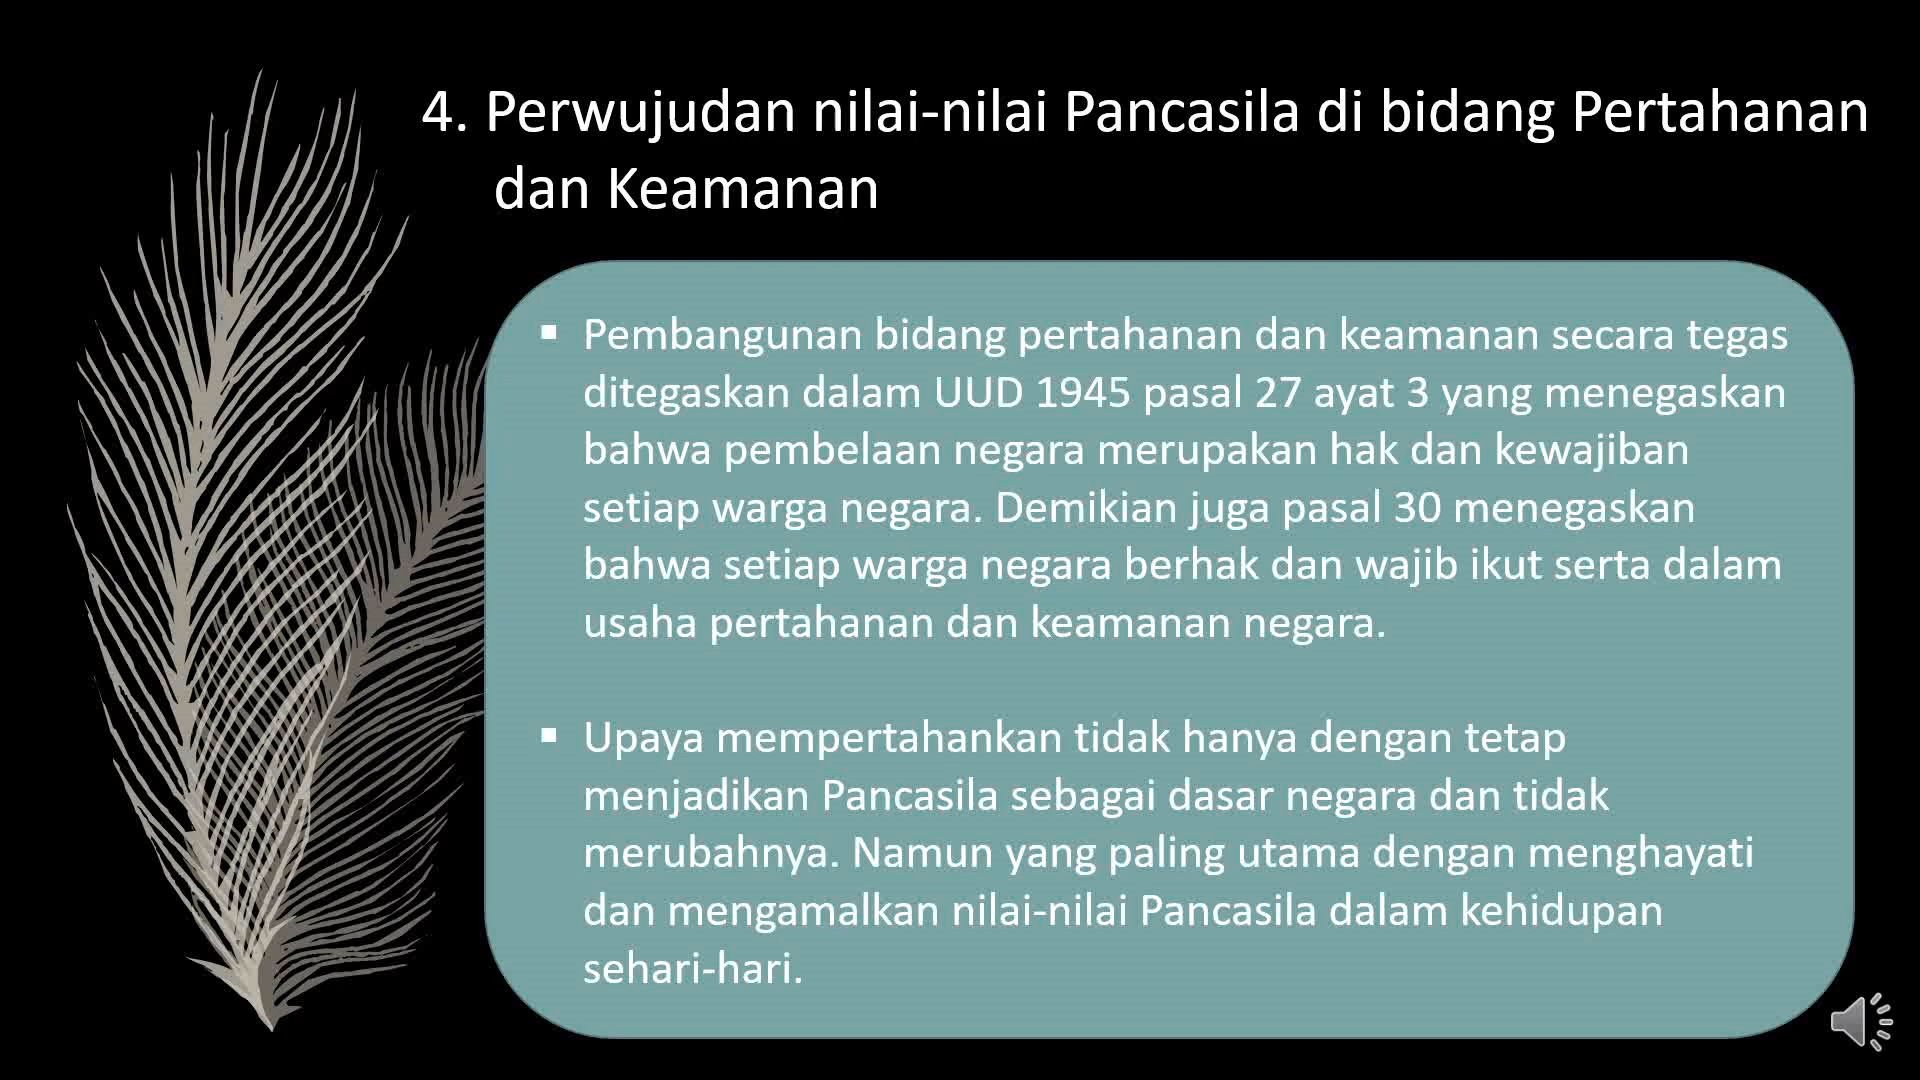 4. Perwujudan nilai-nilai Pancasila di bidang Pertahanan
dan Keamanan
▪ Pembangunan bidang pertahanan dan keamanan secara tegas
ditegaskan dalam UUD 1945 pasal 27 ayat 3 yang menegaskan
bahwa pembelaan negara merupakan hak dan kewajiban
setiap warga negara. Demikian juga pasal 30 menegaskan
bahwa setiap warga negara berhak dan wajib ikut serta dalam
usaha pertahanan dan keamanan negara.
▪ Upaya mempertahankan tidak hanya dengan tetap
menjadikan Pancasila sebagai dasar negara dan tidak
merubahnya. Namun yang paling utama dengan menghayati
dan mengamalkan nilai-nilai Pancasila dalam kehidupan
sehari-hari.